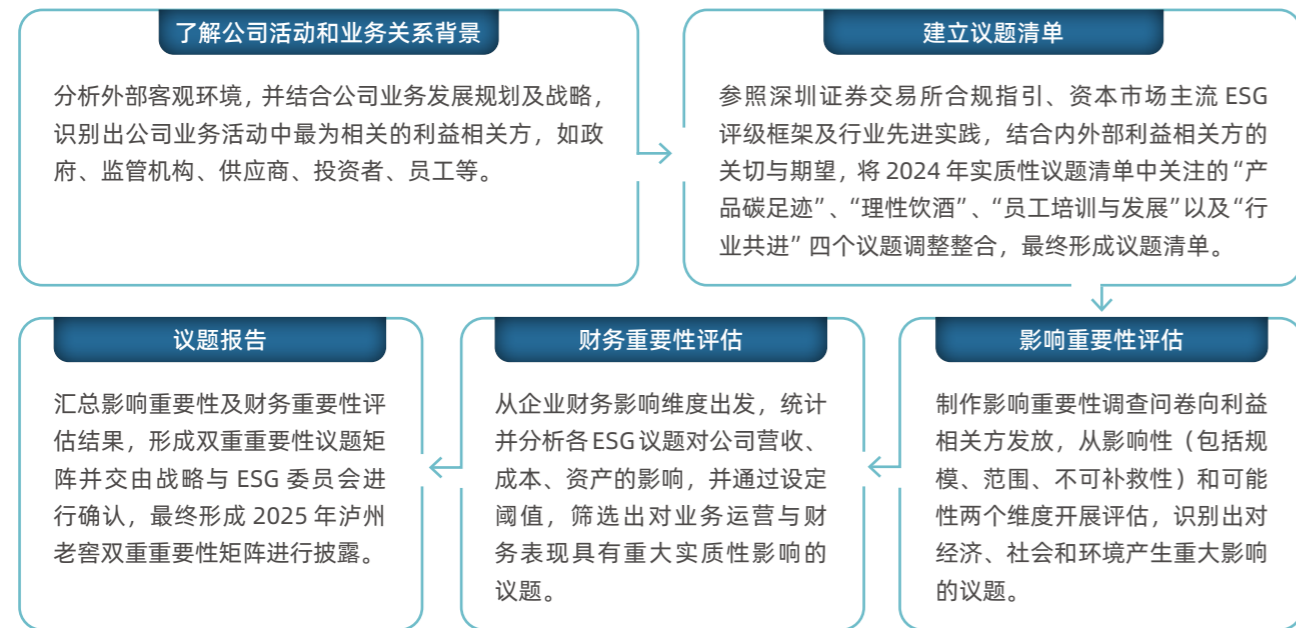 了解公司活动和业务关系背景
分析外部客观环境，并结合公司业务发展规划及战略，
识别出公司业务活动中最为相关的利益相关方，如政
府、监管机构、供应商、投资者、员工等。
建立议题清单
参照深圳证券交易所合规指引、资本市场主流 ESG
评级框架及行业先进实践，结合内外部利益相关方的
关切与期望，将 2024 年实质性议题清单中关注的“产
品碳足迹”、“理性饮酒”、“员工培训与发展”以及“行
业共进”四个议题调整整合，最终形成议题清单。
影响重要性评估
制作影响重要性调查问卷向利益
相关方发放，从影响性（包括规
模、范围、不可补救性）和可能
性两个维度开展评估，识别出对
经济、社会和环境产生重大影响
的议题。
财务重要性评估
从企业财务影响维度出发，统计
并分析各 ESG 议题对公司营收、
成本、资产的影响，并通过设定
阈值，筛选出对业务运营与财
务表现具有重大实质性影响的
议题。
议题报告
汇总影响重要性及财务重要性评
估结果，形成双重重要性议题矩
阵并交由战略与 ESG 委员会进
行确认，最终形成 2025 年泸州
老窖双重重要性矩阵进行披露。